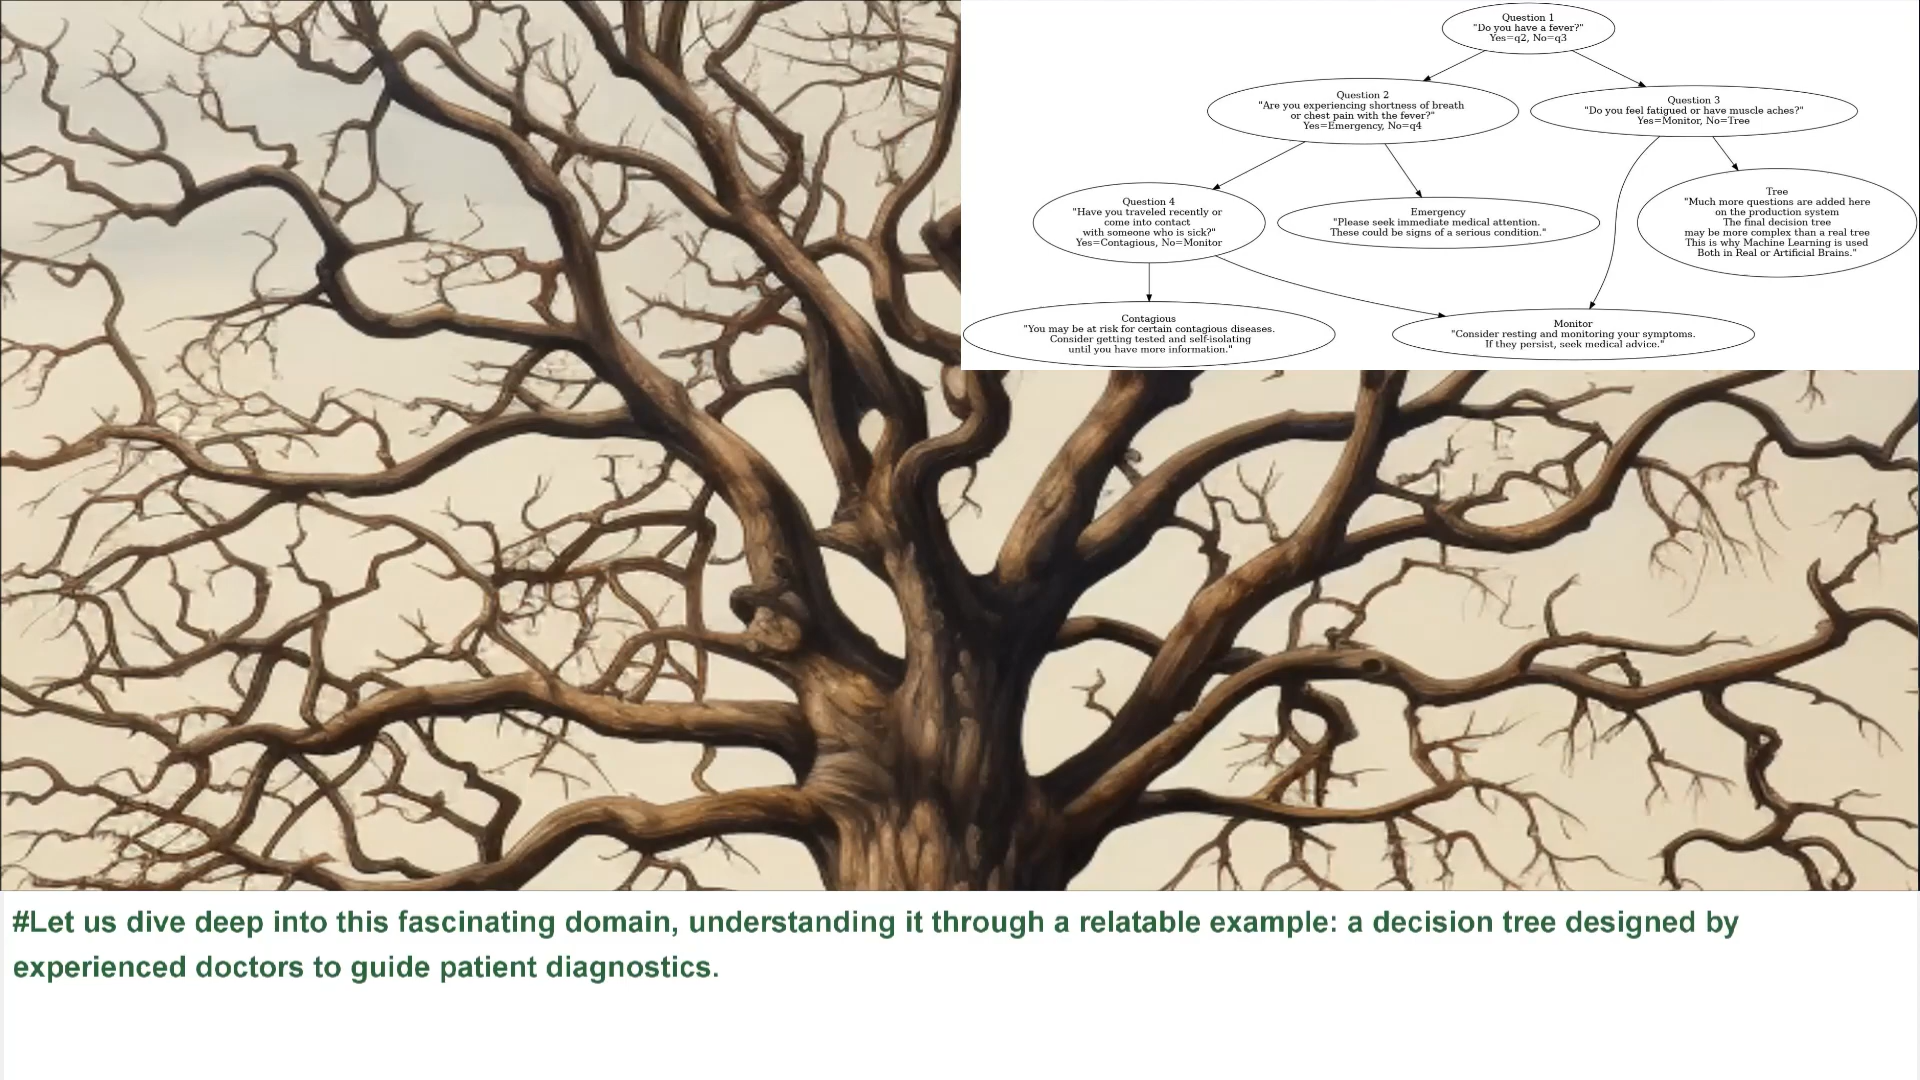 Question 1
"Do you have a fever?"
Yes=q2, No=q3
Question 2
"Are you experiencing shortness of breath
or chest pain with the fever?"
Yes=Emergency, No=q4
Question 3
"Do you feel fatigued or have muscle aches?"
Yes=Monitor, No=Tree
Question 4
"Have you traveled recently or
come into contact
with someone who is sick?"
Yes=Contagious, No=Monitor
Emergency
"Please seek immediate medical attention.
These could be signs of a serious condition."
Tree
"Much more questions are added here
on the production system
The final decision tree
may be more complex than a real tree
This is why Machine Learning is used
Both in Real or Artificial Brains."
Contagious
"You may be at risk for certain contagious diseases.
Consider getting tested and self-isolating
until you have more information."
Monitor
"Consider resting and monitoring your symptoms.
If they persist, seek medical advice."
#Let us dive deep into this fascinating domain, understanding it through a relatable example: a decision tree designed by
experienced doctors to guide patient diagnostics.